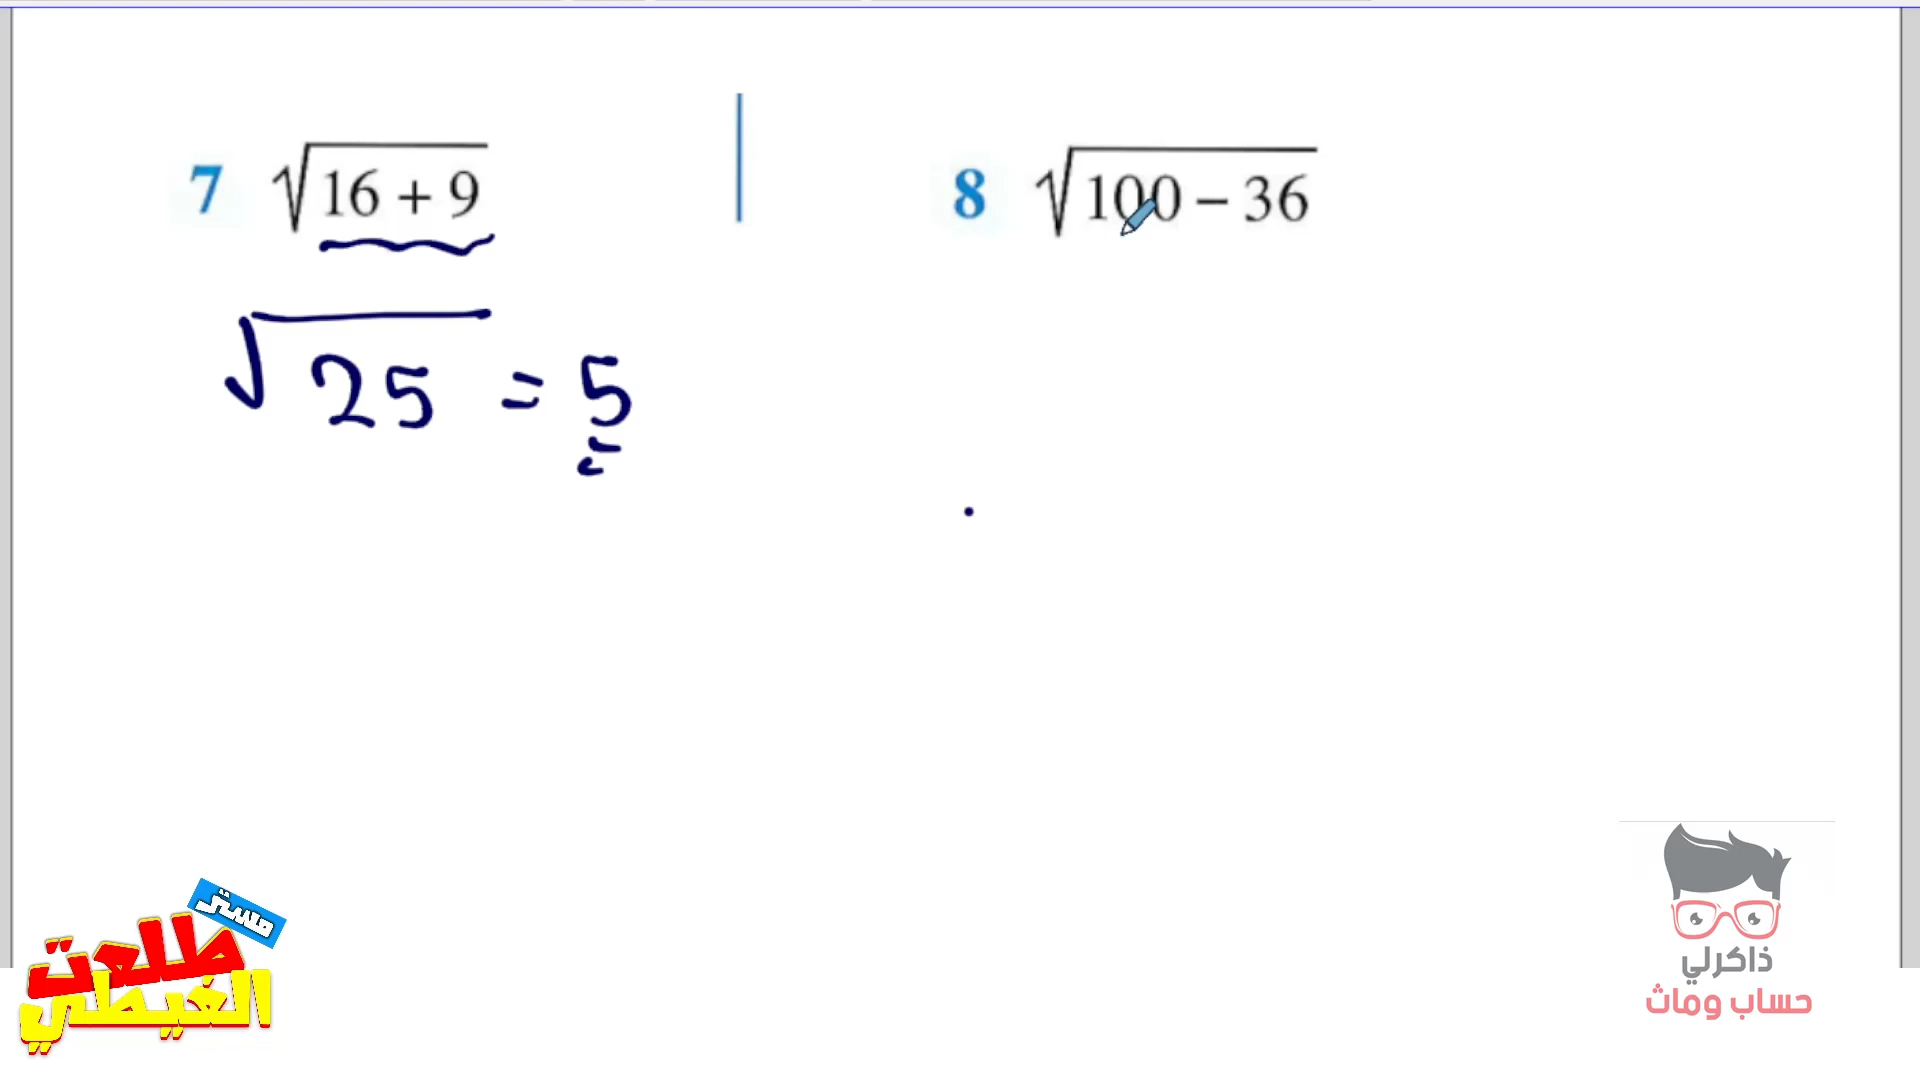 7 √16 + 9
√25 = 5
8 √100 − 36
مستر
طلعت
الغيطي
ذاكرلي
حساب وماث